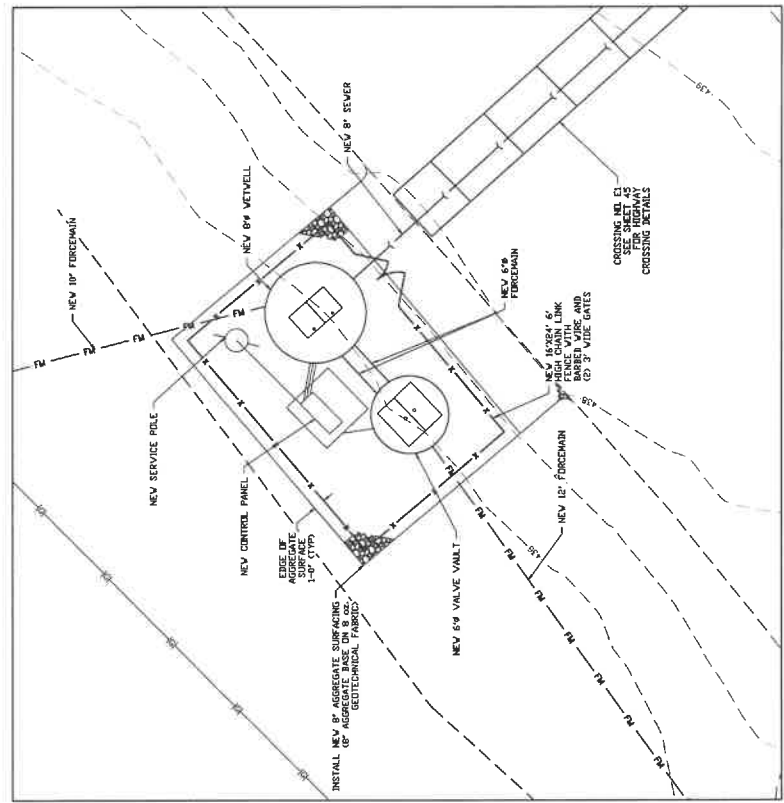 NEW 10" FORCEMAIN
NEW SERVICE POLE
NEW CONTROL PANEL
EDGE OF
AGGREGATE
SURFACE
1-0" (TYP)
INSTALL NEW 8" AGGREGATE SURFACING
(8" AGGREGATE BASE ON 8 oz.
GEOTECHNICAL FABRIC)
NEW 6'Ø VALVE VAULT
NEW 8'Ø WETWELL
NEW 8" SEWER
NEW 6"Ø
FORCEMAIN
NEW 16'X24' 6'
HIGH CHAIN LINK
FENCE WITH
BARBED WIRE AND
(2) 3' WIDE GATES
NEW 12" FORCEMAIN
CROSSING NO. E1
SEE SHEET 45
FOR HIGHWAY
CROSSING DETAILS
FM
FM
FM
FM
FM
FM
FM
FM
FM
FM
439
438